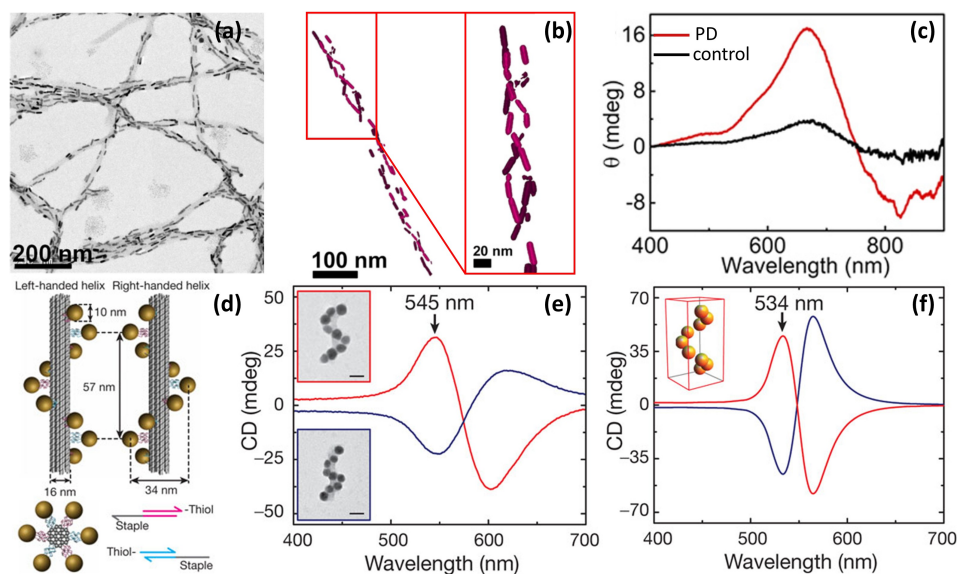 (a)
200 nm
(b)
100 nm
20 nm
(c)
PD
control
16
8
0
-8
θ (mdeg)
400
600
800
Wavelength (nm)
Left-handed helix
Right-handed helix
(d)
10 nm
57 nm
16 nm
34 nm
Staple
-Thiol
Thiol-
Staple
(e)
545 nm
50
25
0
–25
–50
CD (mdeg)
400
500
600
700
Wavelength (nm)
(f)
534 nm
70
35
0
–35
–70
CD (mdeg)
400
500
600
700
Wavelength (nm)